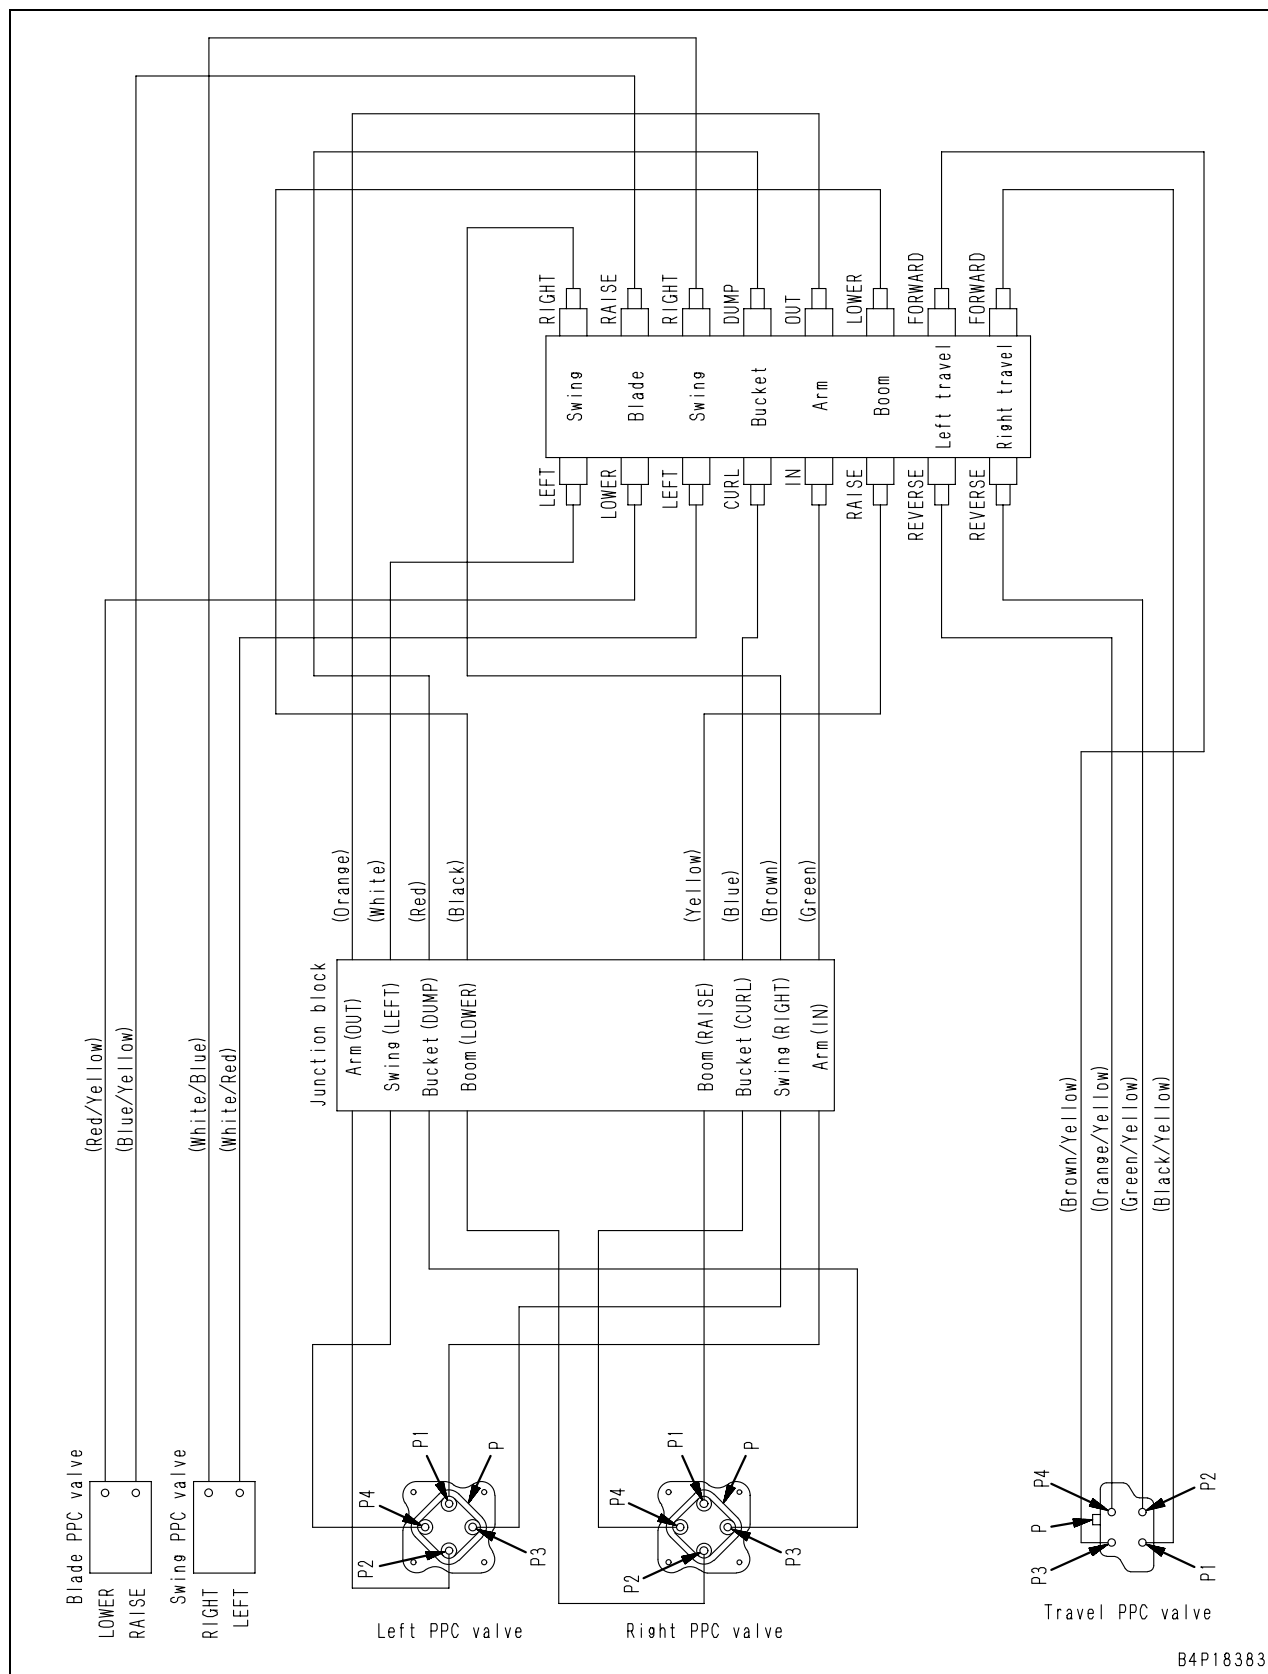 RIGHT
RAISE
RIGHT
DUMP
OUT
LOWER
FORWARD
FORWARD
Swing
Blade
Swing
Bucket
Arm
Boom
Left travel
Right travel
LEFT
LOWER
LEFT
CURL
IN
RAISE
REVERSE
REVERSE
(Orange)
(White)
(Red)
(Black)
(Yellow)
(Blue)
(Brown)
(Green)
Junction block
Arm(OUT)
Swing(LEFT)
Bucket(DUMP)
Boom(LOWER)
Boom(RAISE)
Bucket(CURL)
Swing(RIGHT)
Arm(IN)
(Red/Yellow)
(Blue/Yellow)
(White/Blue)
(White/Red)
(Brown/Yellow)
(Orange/Yellow)
(Green/Yellow)
(Black/Yellow)
Blade PPC valve
LOWER
RAISE
Swing PPC valve
RIGHT
LEFT
P1
P
P4
P2
P3
Left PPC valve
P1
P
P4
P2
P3
Right PPC valve
P4
P
P3
P2
P1
Travel PPC valve
B4P18383